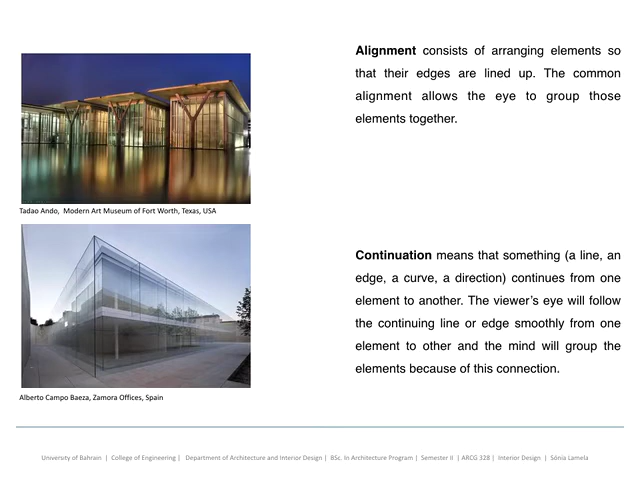 Alignment consists of arranging elements so
that their edges are lined up. The common
alignment allows the eye to group those
elements together.
Tadao Ando, Modern Art Museum of Fort Worth, Texas, USA
Continuation means that something (a line, an
edge, a curve, a direction) continues from one
element to another. The viewer's eye will follow
the continuing line or edge smoothly from one
element to other and the mind will group the
elements because of this connection.
Alberto Campo Baeza, Zamora Offices, Spain
University of Bahrain | College of Engineering | Department of Architecture and Interior Design | BSc. In Architecture Program | Semester II | ARCG 328 | Interior Design | Sónia Lamela